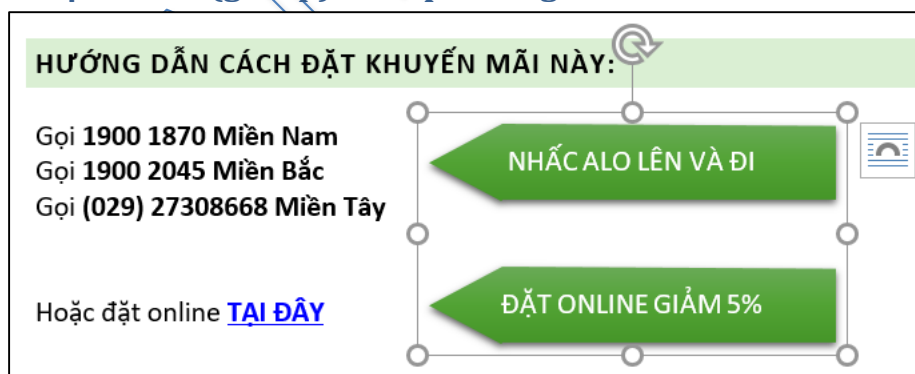 HƯỚNG DẪN CÁCH ĐẶT KHUYẾN MÃI NÀY:
Gọi 1900 1870 Miền Nam
Gọi 1900 2045 Miền Bắc
Gọi (029) 27308668 Miền Tây
NHẤC ALO LÊN VÀ ĐI
Hoặc đặt online TẠI ĐÂY
ĐẶT ONLINE GIẢM 5%